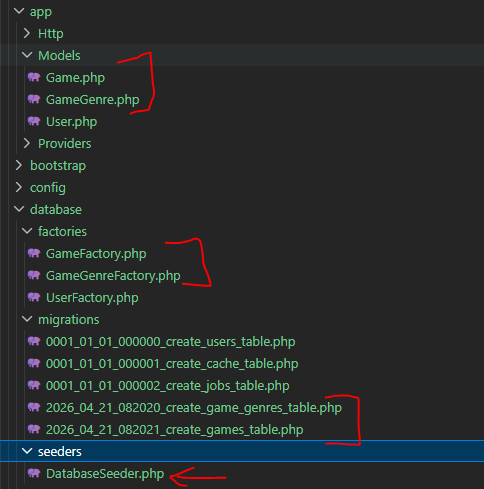 app
Http
Models
Game.php
GameGenre.php
User.php
Providers
bootstrap
config
database
factories
GameFactory.php
GameGenreFactory.php
UserFactory.php
migrations
0001_01_01_000000_create_users_table.php
0001_01_01_000001_create_cache_table.php
0001_01_01_000002_create_jobs_table.php
2026_04_21_082020_create_game_genres_table.php
2026_04_21_082021_create_games_table.php
seeders
DatabaseSeeder.php